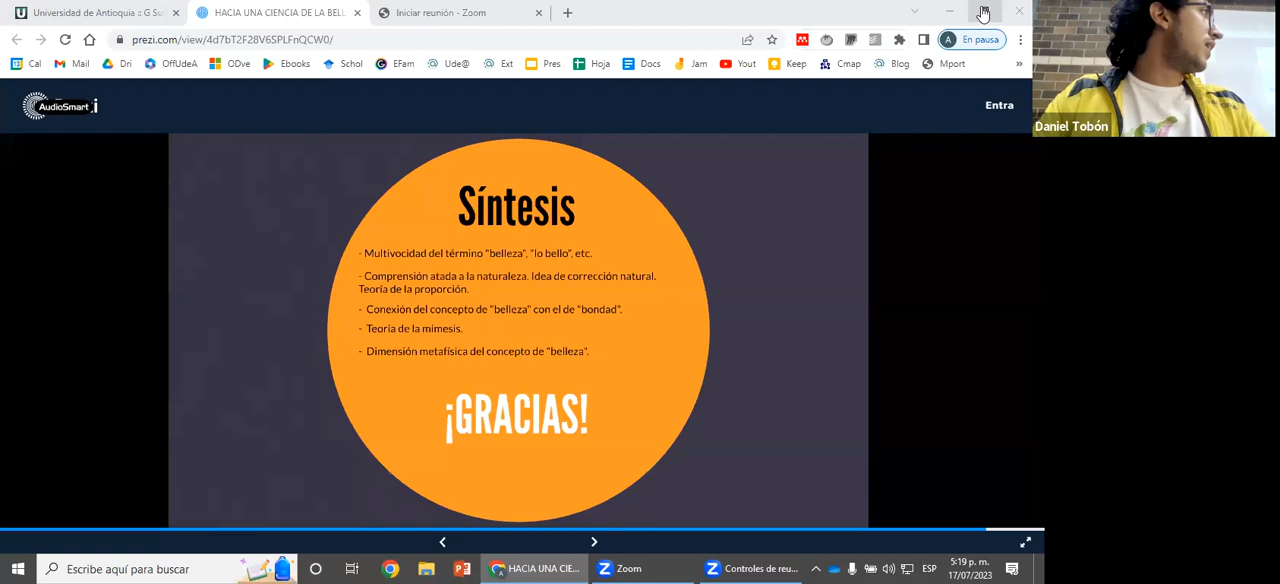 Universidad de Antioquia :: G Su
HACIA UNA CIENCIA DE LA BELL
Iniciar reunión - Zoom
prezi.com/view/4d7bT2F28V6SPLFnQCW0/
A En pausa
Cal
Mail
Dri
OffUdeA
ODve
Ebooks
Schol
EFam
Ude@
Ext
Pres
Hoja
Docs
Jam
Yout
Keep
Cmap
Blog
Mport
»
AudioSmart
Entra
Daniel Tobón
Síntesis
- Multivocidad del término "belleza", "lo bello", etc.
- Comprensión atada a la naturaleza. Idea de corrección natural.
Teoría de la proporción.
- Conexión del concepto de "belleza" con el de "bondad".
- Teoría de la mímesis.
- Dimensión metafísica del concepto de "belleza".
¡GRACIAS!
Escribe aquí para buscar
HACIA UNA CIE...
Zoom
Controles de reu...
ESP
5:19 p. m.
17/07/2023